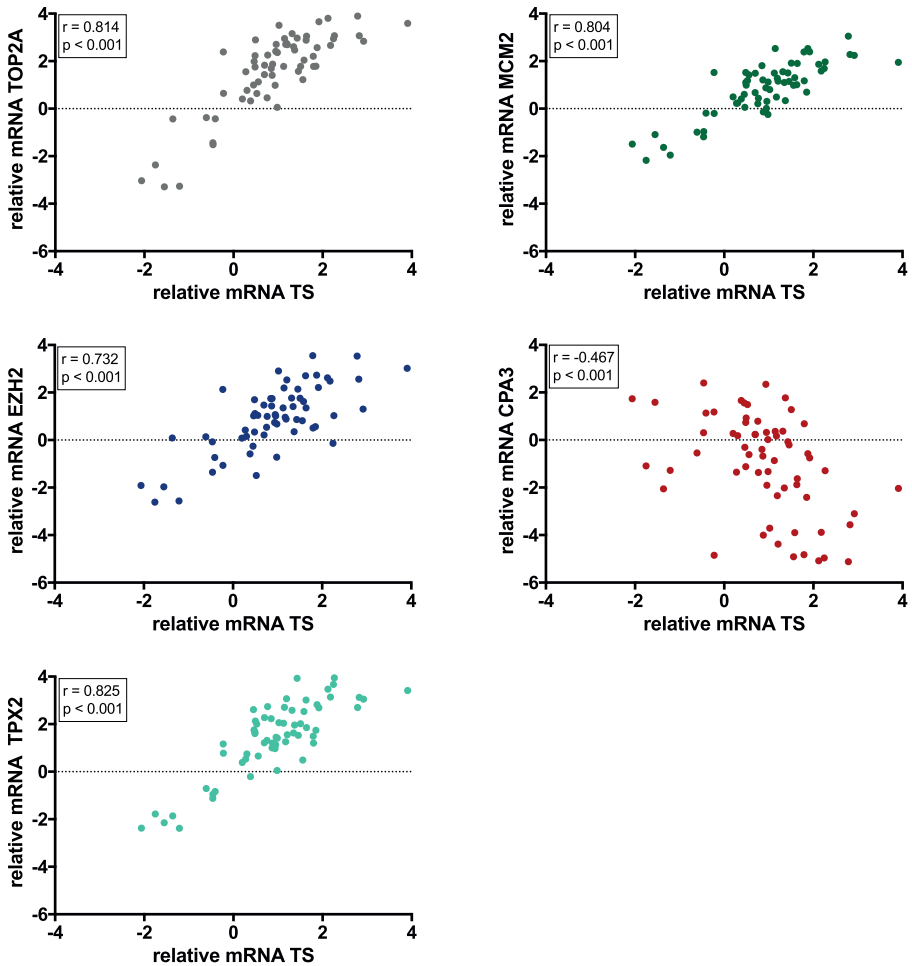 r = 0.814
p < 0.001
4
2
0
-2
-4
-6
-4
-2
0
2
4
relative mRNA TOP2A
relative mRNA TS
r = 0.804
p < 0.001
4
2
0
-2
-4
-6
-4
-2
0
2
4
relative mRNA MCM2
relative mRNA TS
r = 0.732
p < 0.001
4
2
0
-2
-4
-6
-4
-2
0
2
4
relative mRNA EZH2
relative mRNA TS
r = -0.467
p < 0.001
4
2
0
-2
-4
-6
-4
-2
0
2
4
relative mRNA CPA3
relative mRNA TS
r = 0.825
p < 0.001
4
2
0
-2
-4
-6
-4
-2
0
2
4
relative mRNA TPX2
relative mRNA TS